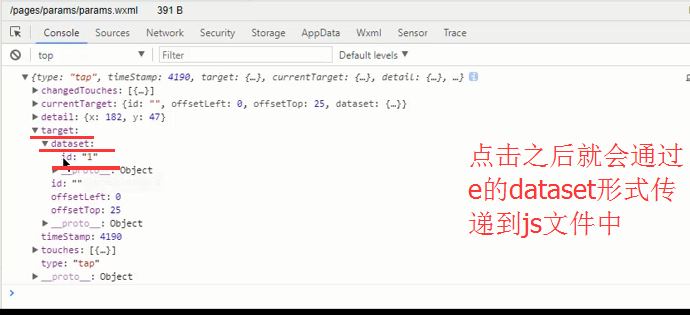 /pages/params/params.wxml 391 B
Console Sources Network Security AppData Wxml Sensor Trace
top Filter Default levels
{type: "tap", timeStamp: 4190, target: {…}, currentTarget: {…}, detail: {…}, …}
changedTouches: [{…}]
currentTarget: {id: "", offsetLeft: 0, offsetTop: 25, dataset: {…}}
detail: {x: 182, y: 47}
target:
dataset:
id: "1"
__proto__: Object
id: ""
offsetLeft: 0
offsetTop: 25
__proto__: Object
timeStamp: 4190
touches: [{…}]
type: "tap"
__proto__: Object
点击之后就会通过
e的dataset形式传
递到js文件中